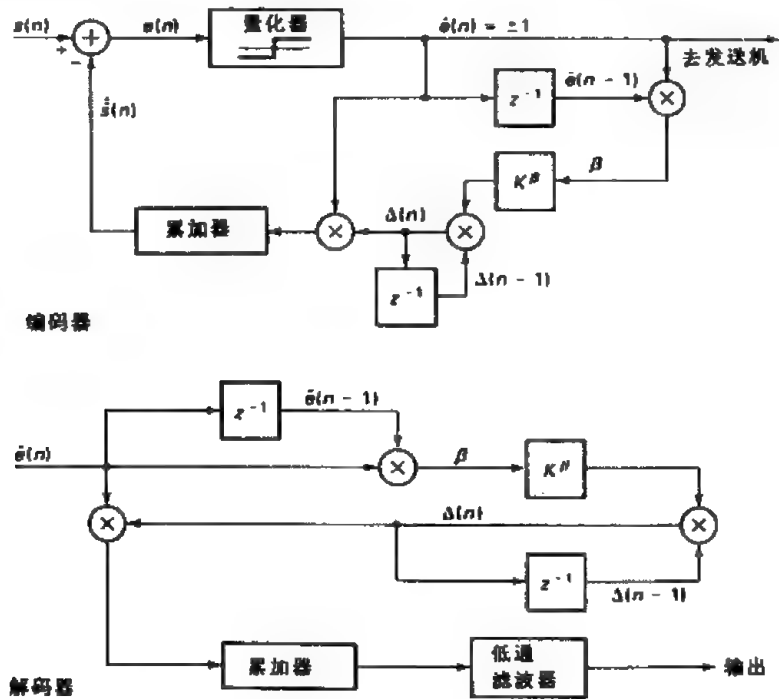 s(n)
+
−
+
e(n)
量化器
ẽ(n) = ±1
去发送机
ŝ(n)
z⁻¹
ẽ(n − 1)
×
K^β
β
累加器
×
Δ(n)
×
z⁻¹
Δ(n − 1)
编码器
z⁻¹
ẽ(n − 1)
ẽ(n)
×
β
K^β
×
Δ(n)
×
z⁻¹
Δ(n − 1)
累加器
低通
滤波器
输出
解码器